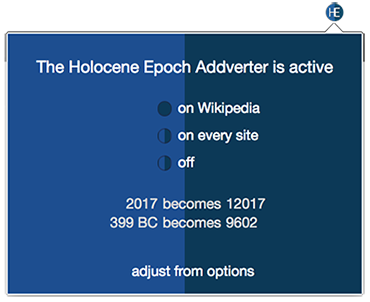 HE
The Holocene Epoch Addverter is active
on Wikipedia
on every site
off
2017 becomes 12017
399 BC becomes 9602
adjust from options